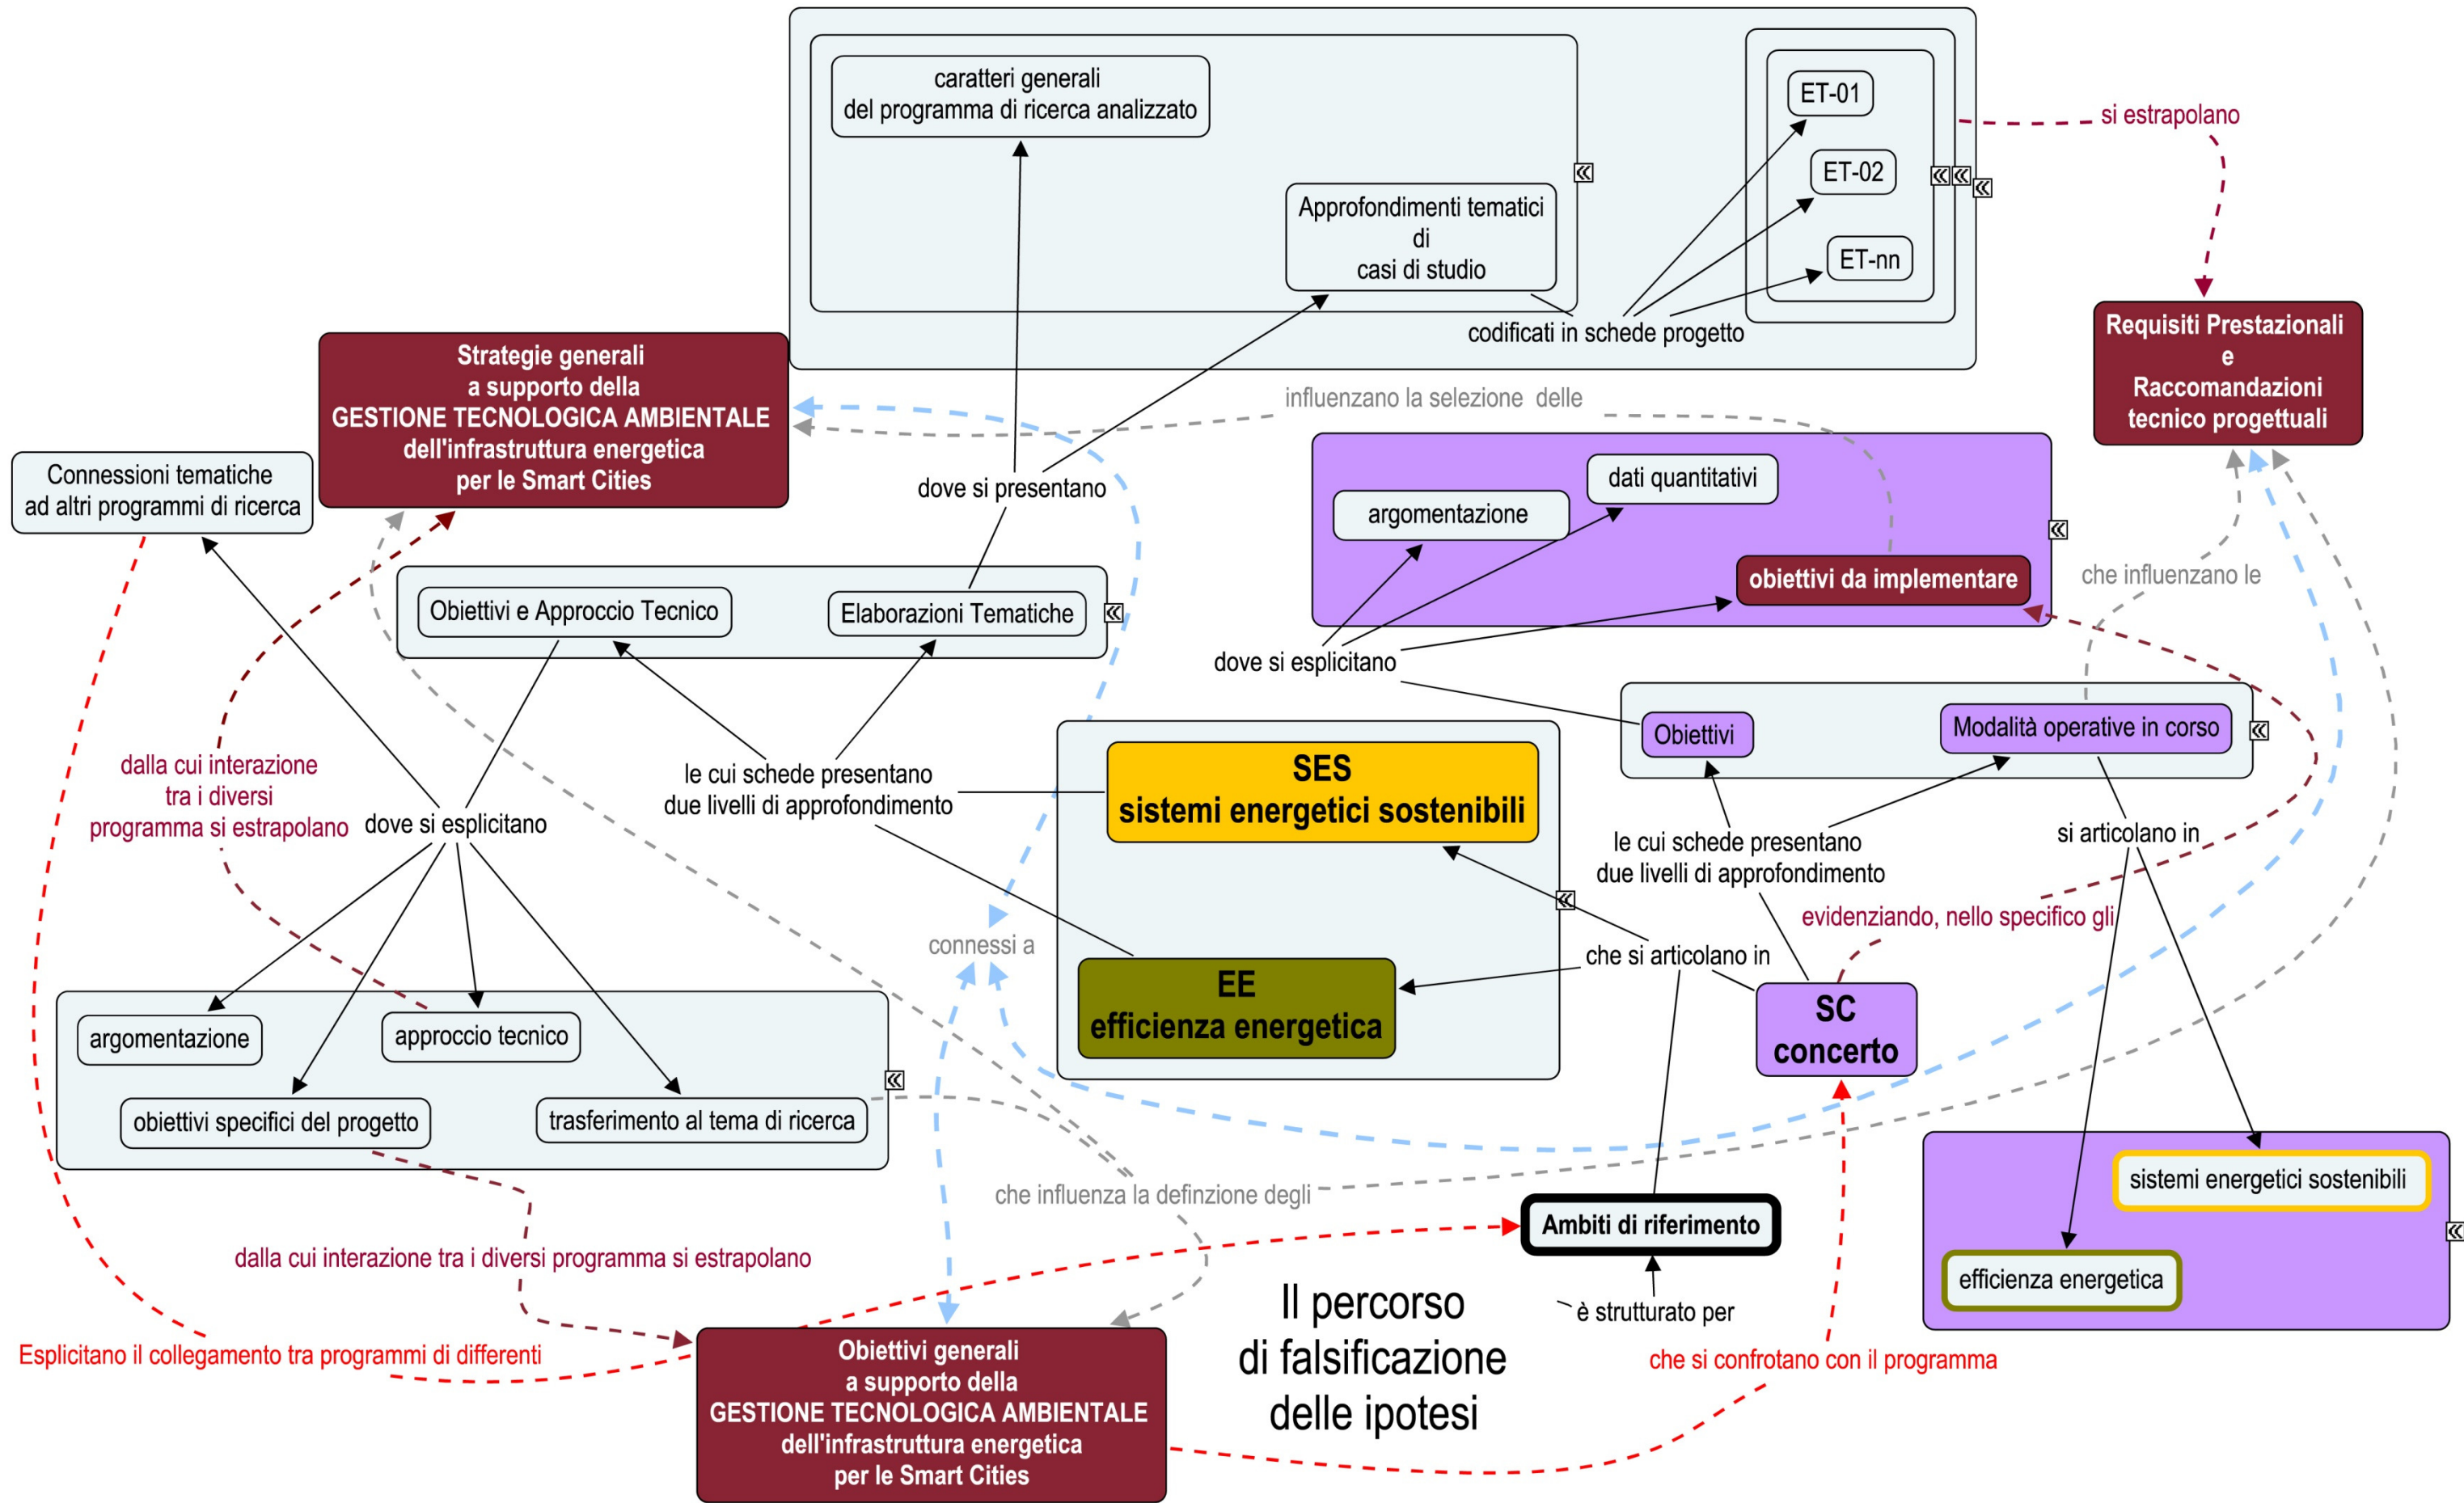 caratteri generali
del programma di ricerca analizzato
ET-01
ET-02
ET-nn
Approfondimenti tematici
di
casi di studio
codificati in schede progetto
si estrapolano
Requisiti Prestazionali
e
Raccomandazioni
tecnico progettuali
Strategie generali
a supporto della
GESTIONE TECNOLOGICA AMBIENTALE
dell'infrastruttura energetica
per le Smart Cities
influenzano la selezione delle
Connessioni tematiche
ad altri programmi di ricerca
dove si presentano
dati quantitativi
argomentazione
obiettivi da implementare
che influenzano le
Obiettivi e Approccio Tecnico
Elaborazioni Tematiche
dove si esplicitano
Obiettivi
Modalità operative in corso
SES
sistemi energetici sostenibili
le cui schede presentano
due livelli di approfondimento
dalla cui interazione
tra i diversi
programma si estrapolano
dove si esplicitano
le cui schede presentano
due livelli di approfondimento
si articolano in
evidenziando, nello specifico gli
connessi a
che si articolano in
EE
efficienza energetica
SC
concerto
argomentazione
approccio tecnico
obiettivi specifici del progetto
trasferimento al tema di ricerca
che influenza la definzione degli
sistemi energetici sostenibili
efficienza energetica
Ambiti di riferimento
dalla cui interazione tra i diversi programma si estrapolano
è strutturato per
Il percorso
di falsificazione
delle ipotesi
Esplicitano il collegamento tra programmi di differenti
che si confrotano con il programma
Obiettivi generali
a supporto della
GESTIONE TECNOLOGICA AMBIENTALE
dell'infrastruttura energetica
per le Smart Cities